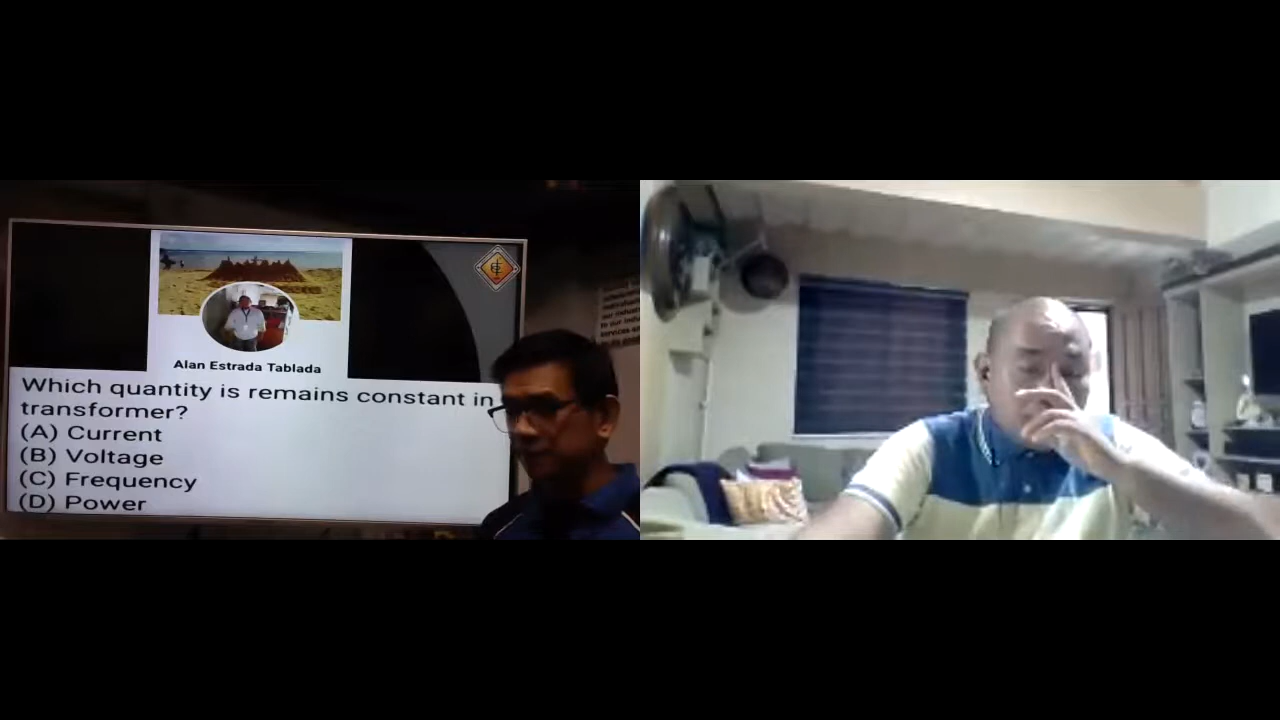 Alan Estrada Tablada
Which quantity is remains constant in
transformer?
(A) Current
(B) Voltage
(C) Frequency
(D) Power